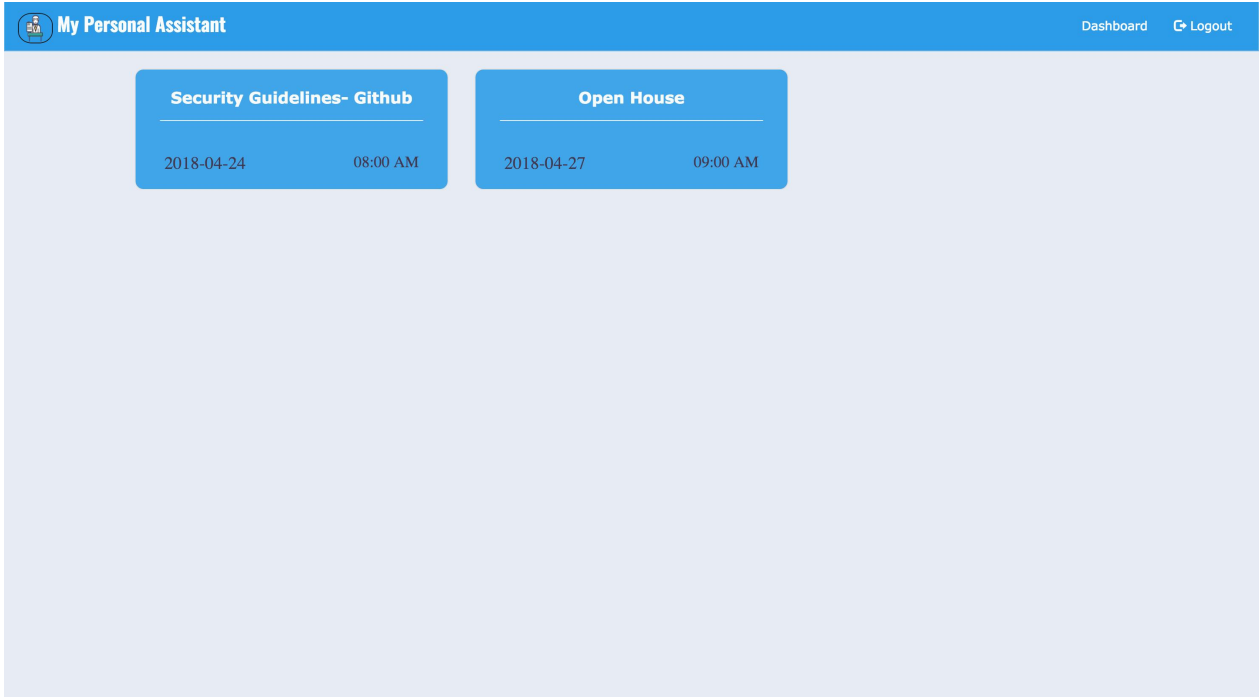 My Personal Assistant
Dashboard
Logout
Security Guidelines- Github
2018-04-24 08:00 AM
Open House
2018-04-27 09:00 AM